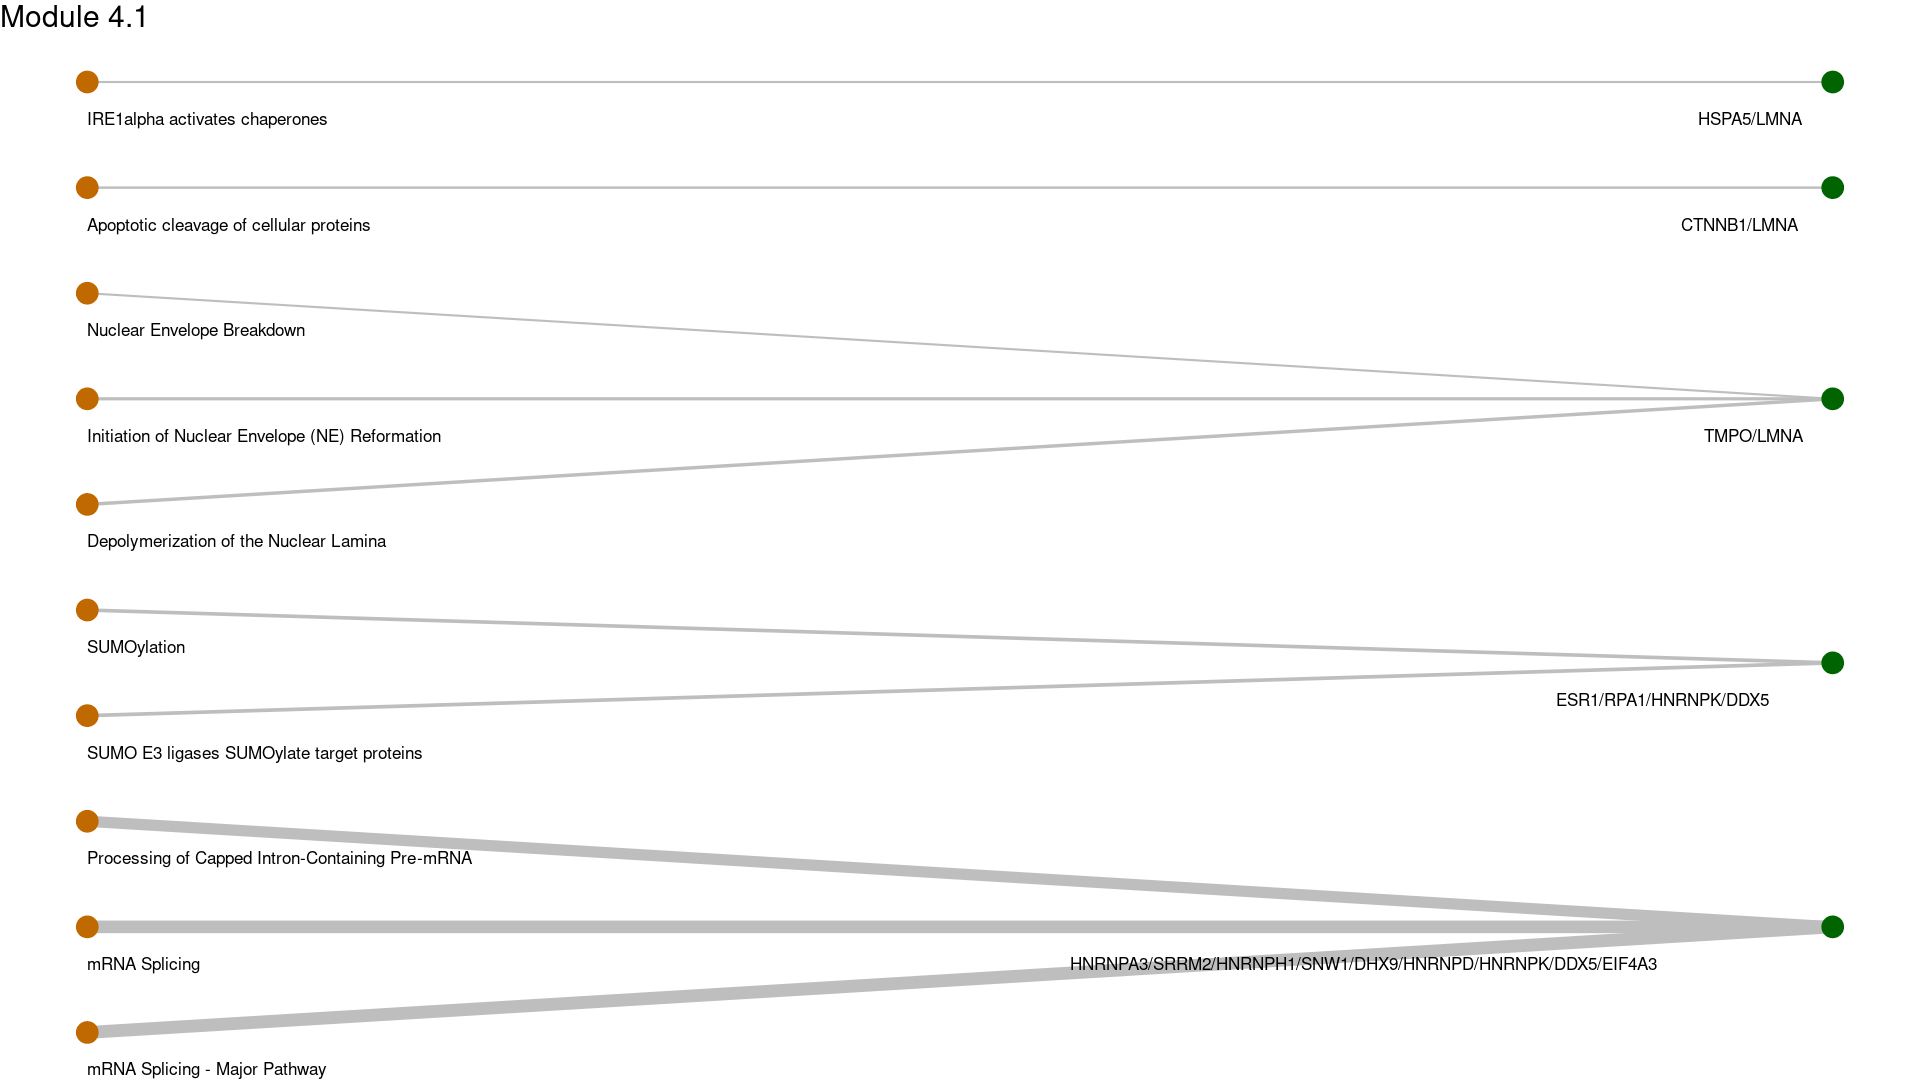 Module 4.1
IRE1alpha activates chaperones
HSPA5/LMNA
Apoptotic cleavage of cellular proteins
CTNNB1/LMNA
Nuclear Envelope Breakdown
Initiation of Nuclear Envelope (NE) Reformation
TMPO/LMNA
Depolymerization of the Nuclear Lamina
SUMOylation
ESR1/RPA1/HNRNPK/DDX5
SUMO E3 ligases SUMOylate target proteins
Processing of Capped Intron-Containing Pre-mRNA
mRNA Splicing
HNRNPA3/SRRM2/HNRNPH1/SNW1/DHX9/HNRNPD/HNRNPK/DDX5/EIF4A3
mRNA Splicing - Major Pathway